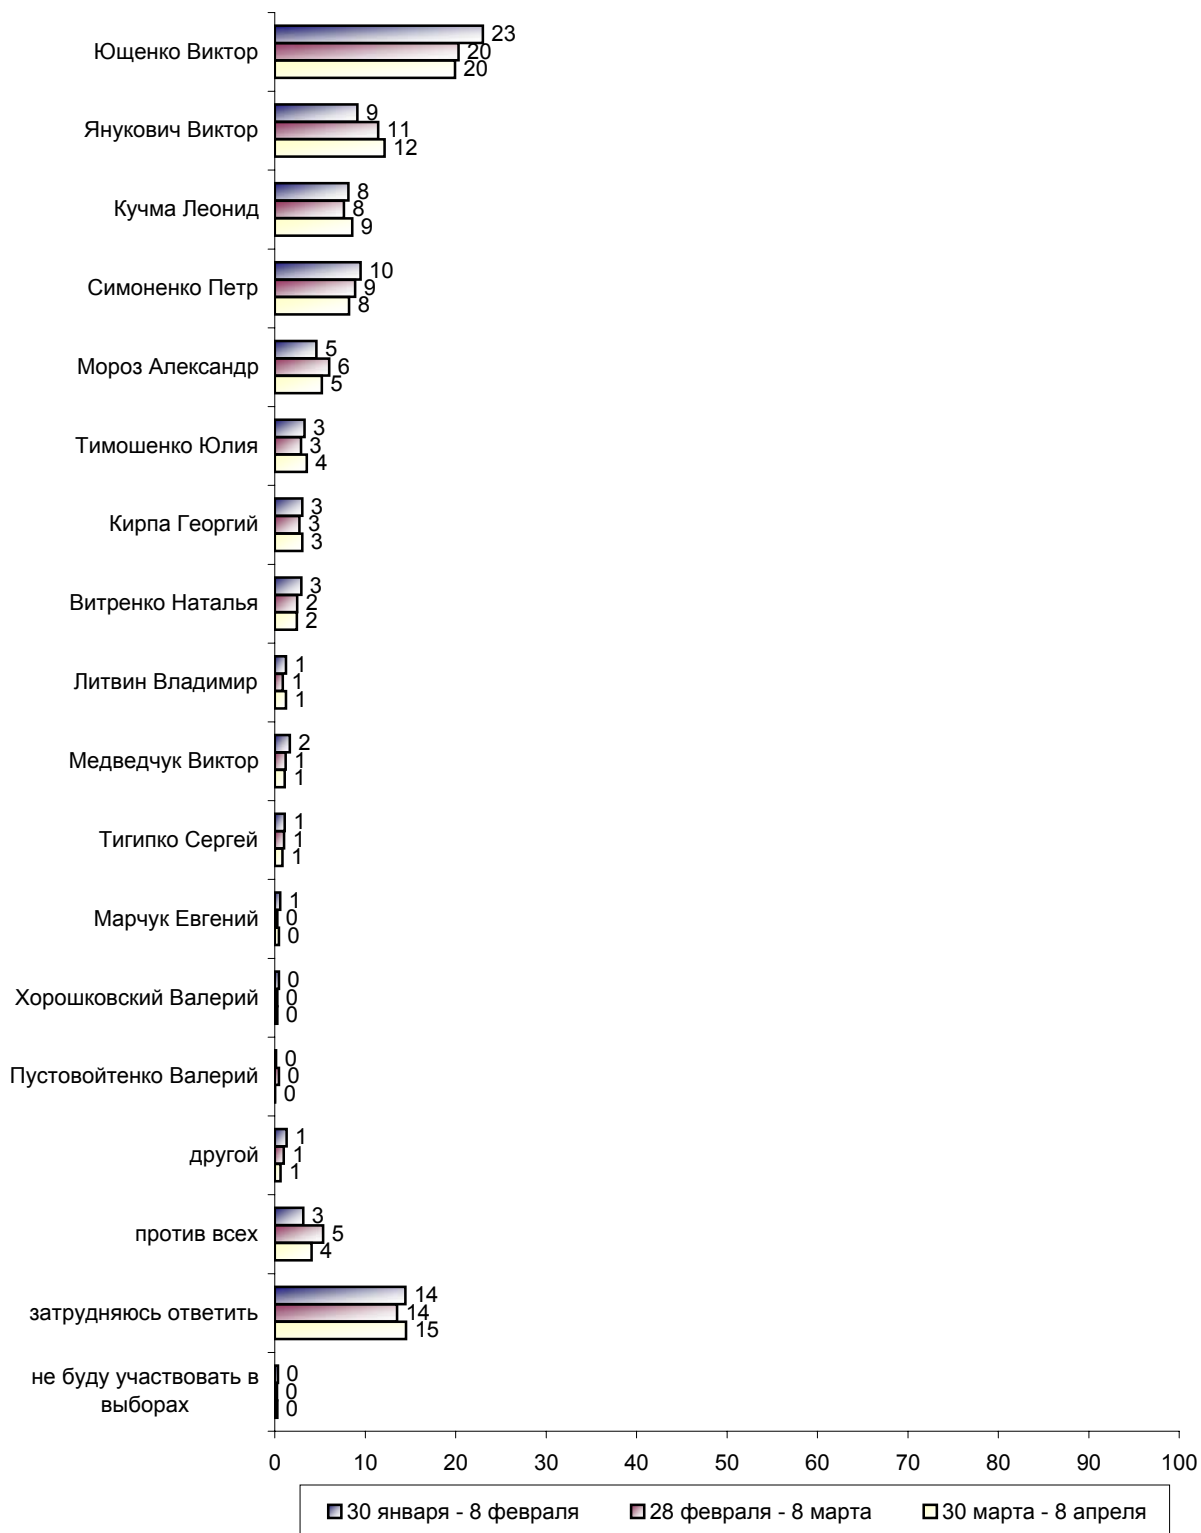 Ющенко Виктор
23
20
20
Янукович Виктор
9
11
12
Кучма Леонид
8
8
9
Симоненко Петр
10
9
8
Мороз Александр
5
6
5
Тимошенко Юлия
3
3
4
Кирпа Георгий
3
3
3
Витренко Наталья
3
2
2
Литвин Владимир
1
1
1
Медведчук Виктор
2
1
1
Тигипко Сергей
1
1
1
Марчук Евгений
1
0
0
Хорошковский Валерий
0
0
0
Пустовойтенко Валерий
0
0
0
другой
1
1
1
против всех
3
5
4
затрудняюсь ответить
14
14
15
не буду участвовать в
выборах
0
0
0
0 10 20 30 40 50 60 70 80 90 100
30 января - 8 февраля 28 февраля - 8 марта 30 марта - 8 апреля